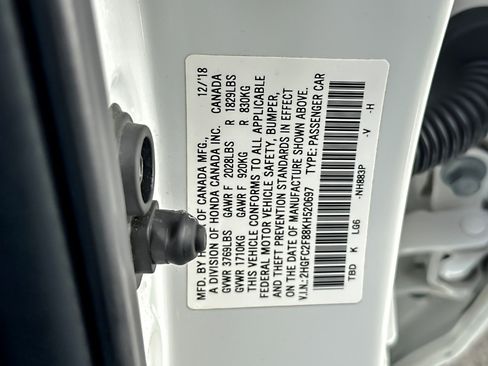 MFD. BY H OF CANADA MFG., 12/'18
A DIVISION OF HONDA CANADA INC. CANADA
GVWR 3769LBS GAWR F 2028LBS R 1829LBS
GVWR 1710KG GAWR F 920KG R 830KG
THIS VEHICLE CONFORMS TO ALL APPLICABLE
FEDERAL MOTOR VEHICLE SAFETY, BUMPER,
AND THEFT PREVENTION STANDARDS IN EFFECT
ON THE DATE OF MANUFACTURE SHOWN ABOVE.
V.I.N.: 2HGFC2F88KH520697 TYPE: PASSENGER CAR
TBD K LG6 -NH883P -V -H